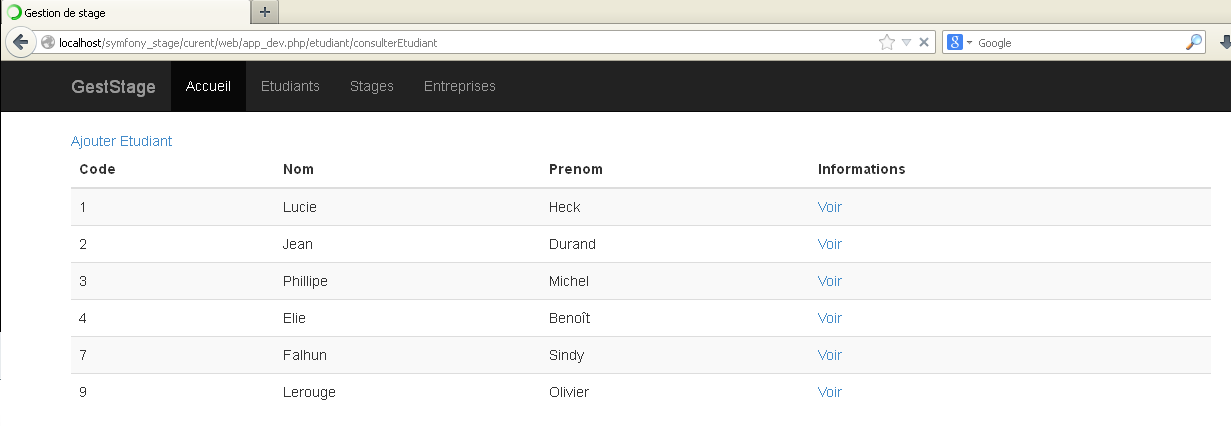 Gestion de stage
localhost/symfony_stage/curent/web/app_dev.php/etudiant/consulterEtudiant
Google
GestStage Accueil Etudiants Stages Entreprises
Ajouter Etudiant
Code Nom Prenom Informations
1 Lucie Heck Voir
2 Jean Durand Voir
3 Phillipe Michel Voir
4 Elie Benoît Voir
7 Falhun Sindy Voir
9 Lerouge Olivier Voir